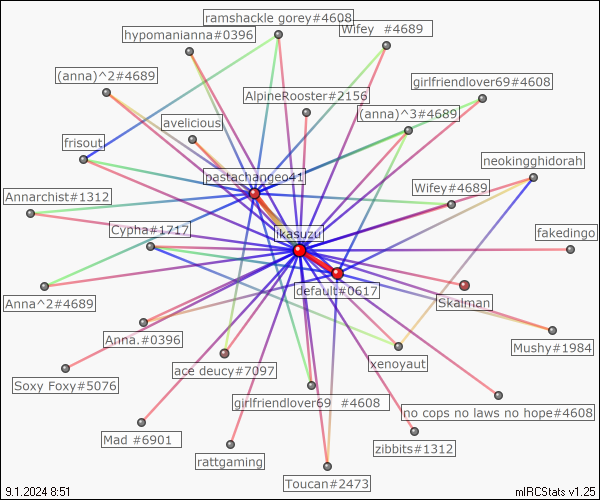 ramshackle gorey#4608
Wifey #4689
hypomanianna#0396
(anna)^2#4689
girlfriendlover69#4608
AlpineRooster#2156
(anna)^3#4689
avelicious
frisout
neokingghidorah
pastachangeo41
Wifey#4689
Annarchist#1312
Cypha#1717
ikasuzu
fakedingo
default#0617
Anna^2#4689
Skalman
Anna.#0396
Mushy#1984
xenoyaut
ace deucy#7097
Soxy Foxy#5076
girlfriendlover69 #4608
no cops no laws no hope#4608
Mad #6901
zibbits#1312
rattgaming
Toucan#2473
9.1.2024 8:51
mIRCStats v1.25